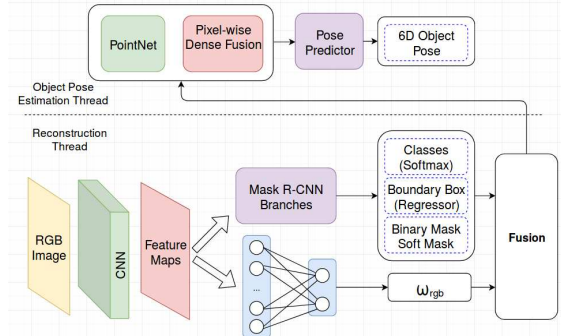 PointNet
Pixel-wise
Dense Fusion
Pose
Predictor
6D Object
Pose
Object Pose
Estimation Thread
Reconstruction
Thread
RGB
Image
CNN
Feature
Maps
Mask R-CNN
Branches
...
Classes
(Softmax)
Boundary Box
(Regressor)
Binary Mask
Soft Mask
ωrgb
Fusion